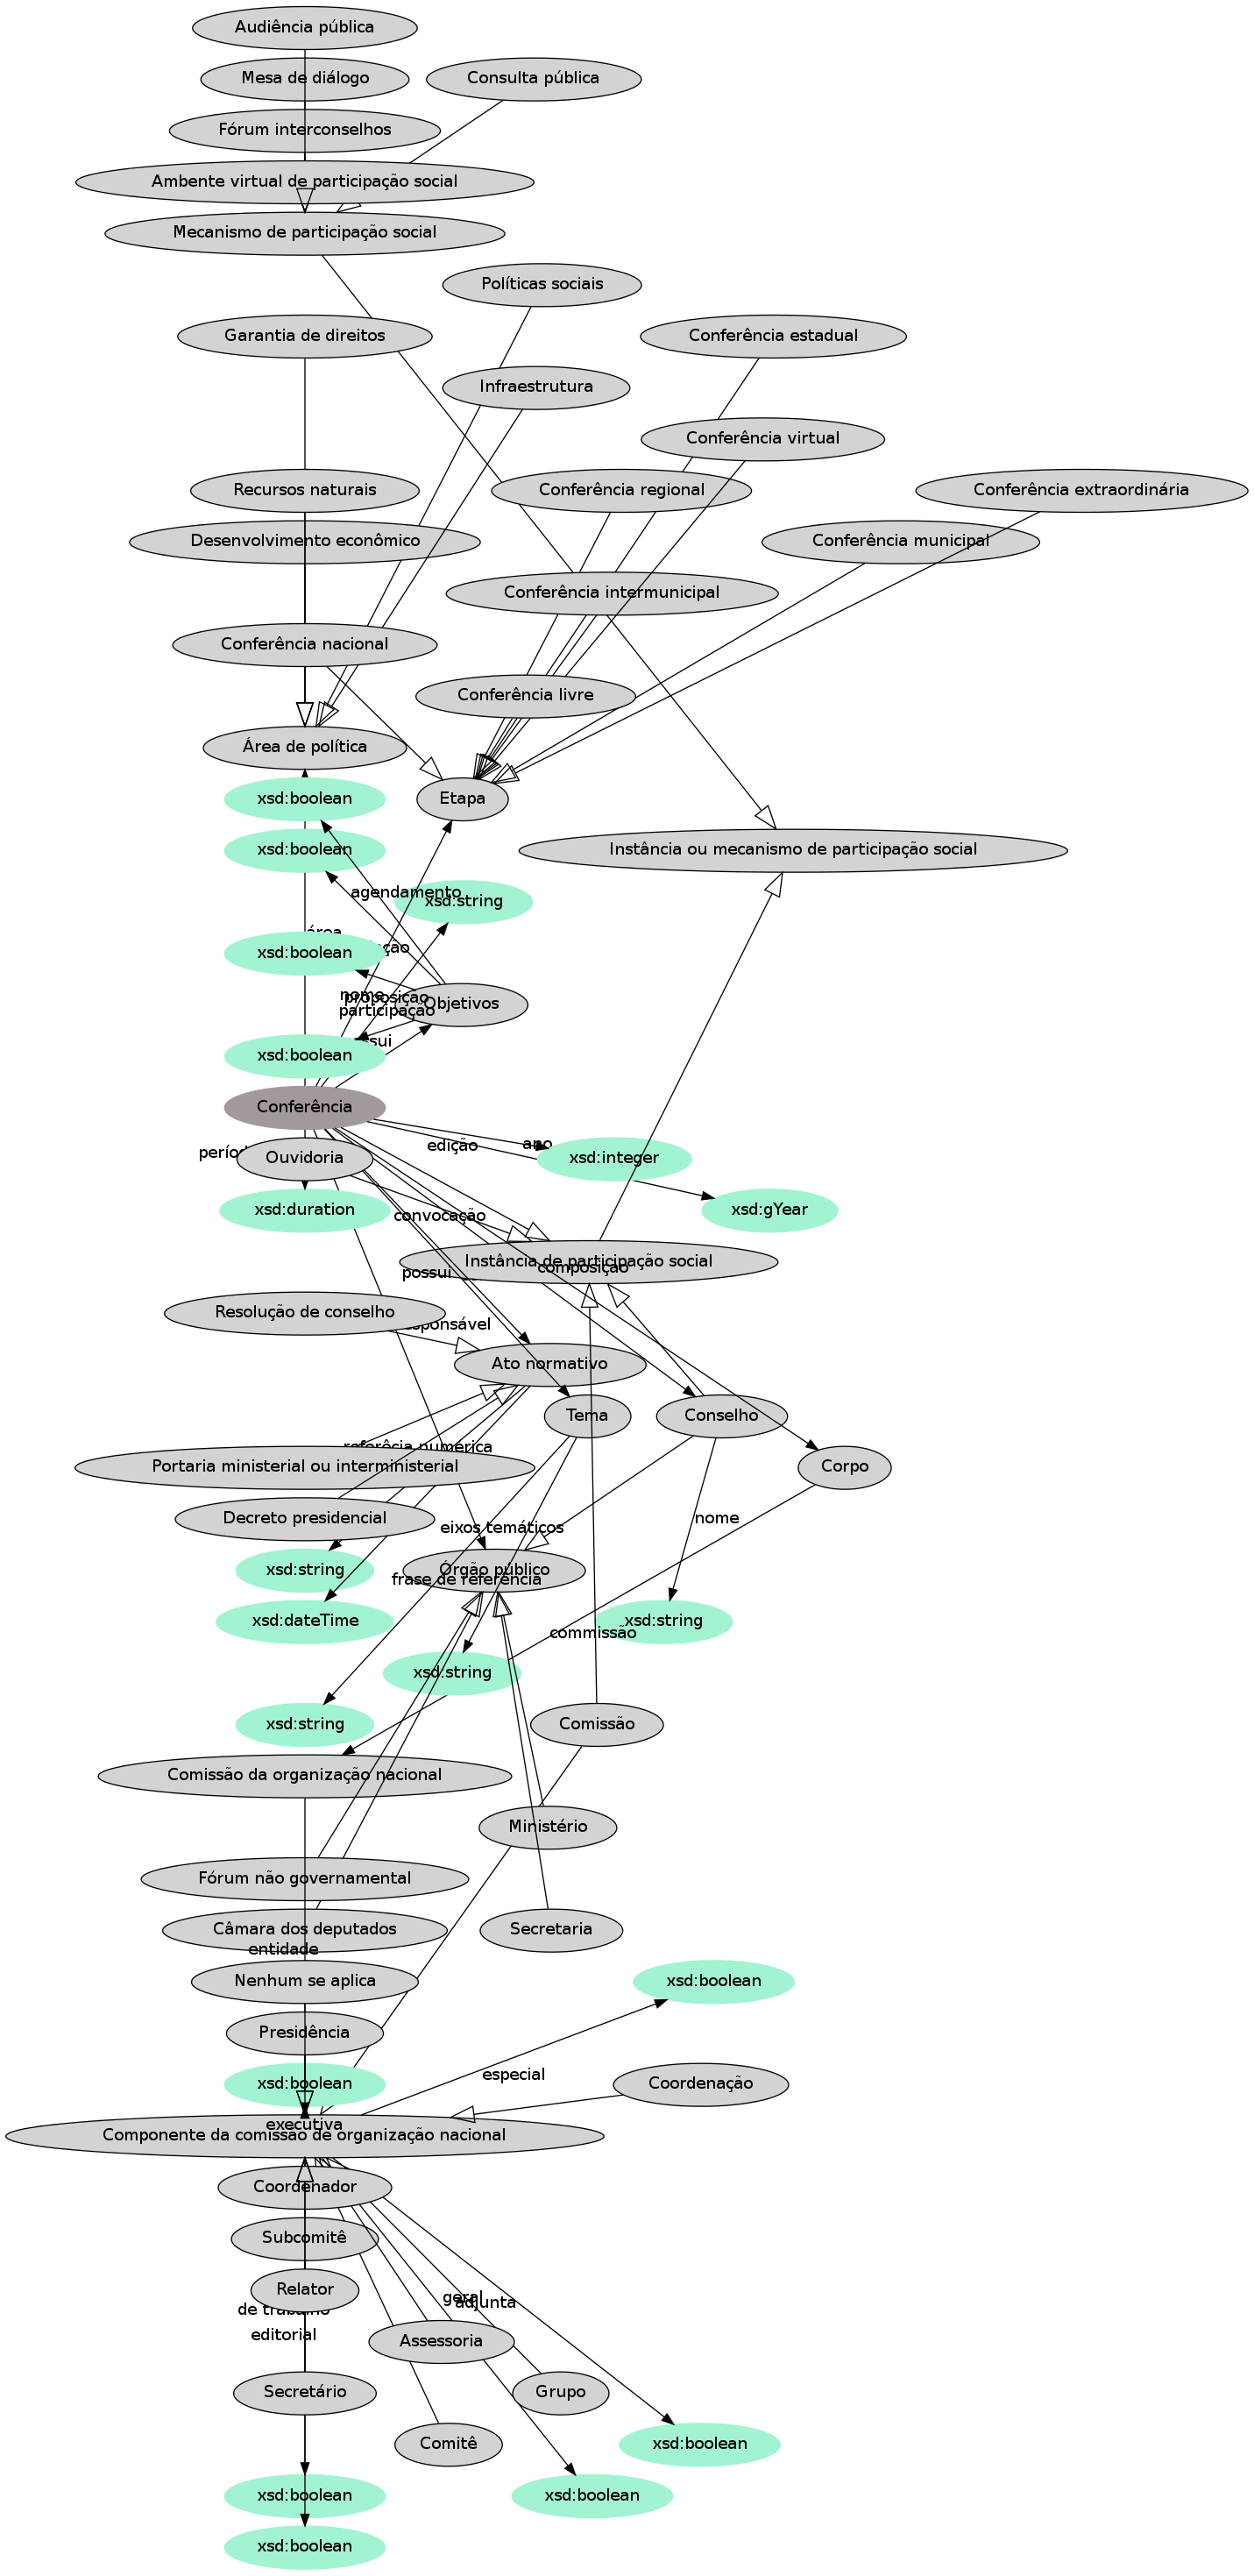 Audiência pública
Mesa de diálogo
Consulta pública
Fórum interconselhos
Ambente virtual de participação social
Mecanismo de participação social
Políticas sociais
Garantia de direitos
Conferência estadual
Infraestrutura
Conferência virtual
Recursos naturais
Conferência regional
Conferência extraordinária
Desenvolvimento econômico
Conferência municipal
Conferência intermunicipal
Conferência nacional
Conferência livre
Área de política
xsd:boolean
Etapa
xsd:boolean
Instância ou mecanismo de participação social
agendamento
xsd:string
área
xsd:boolean
nome
proposição
Objetivos
participação
xsd:boolean
Conferência
edição
ano
Ouvidoria
xsd:integer
xsd:duration
xsd:gYear
convocação
Instância de participação social
composição
possui
Resolução de conselho
Ato normativo
Tema
Conselho
referêcia numerica
Portaria ministerial ou interministerial
Corpo
Decreto presidencial
nome
eixos temáticos
xsd:string
Órgão público
frase de referência
xsd:dateTime
xsd:string
commissão
xsd:string
xsd:string
Comissão
Comissão da organização nacional
Ministério
Fórum não governamental
Câmara dos deputados
Secretaria
entidade
Nenhum se aplica
xsd:boolean
Presidência
especial
xsd:boolean
Coordenação
executiva
Componente da comissão de organização nacional
Coordenador
Subcomitê
Relator
geral
adjunta
de trabalho
editorial
Assessoria
Secretário
Grupo
Comitê
xsd:boolean
xsd:boolean
xsd:boolean
xsd:boolean